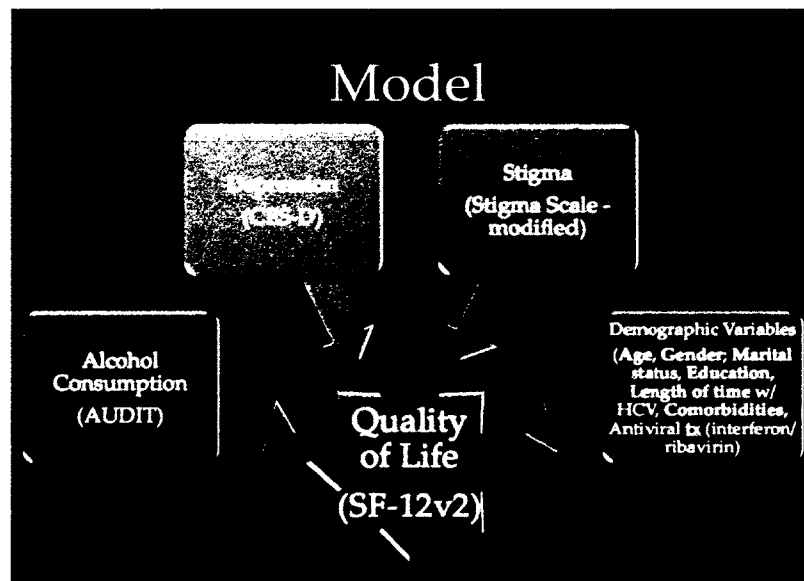 Model
Depression
(CES-D)
Stigma
(Stigma Scale -
modified)
Alcohol
Consumption
(AUDIT)
Quality
of Life
(SF-12v2)
Demographic Variables
(Age, Gender; Marital
status, Education,
Length of time w/
HCV, Comorbidities,
Antiviral tx (interferon/
ribavirin)